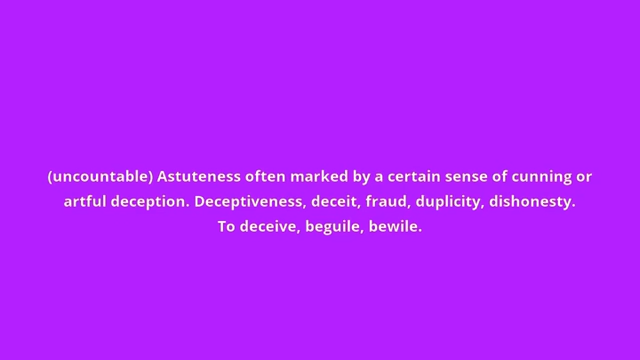 (uncountable) Astuteness often marked by a certain sense of cunning or
artful deception. Deceptiveness, deceit, fraud, duplicity, dishonesty.
To deceive, beguile, bewile.